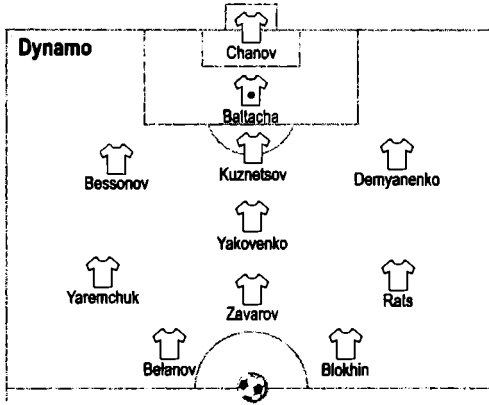 Dynamo
Chanov
Baltacha
Bessonov
Kuznetsov
Demyanenko
Yakovenko
Yaremchuk
Zavarov
Rats
Belanov
Blokhin